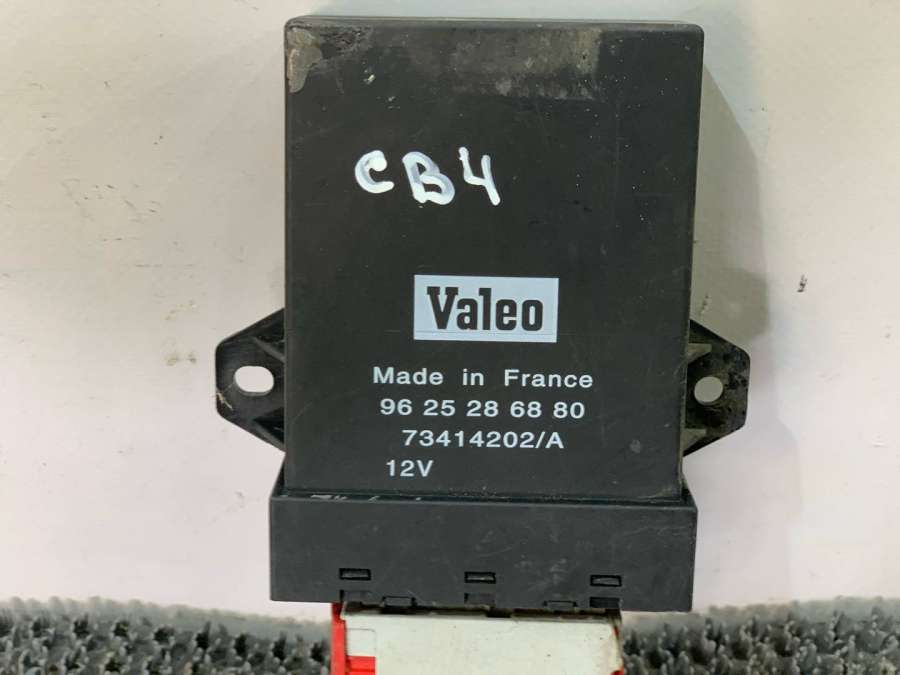 CB4
Valeo
Made in France
96 25 28 68 80
73414202/A
12V